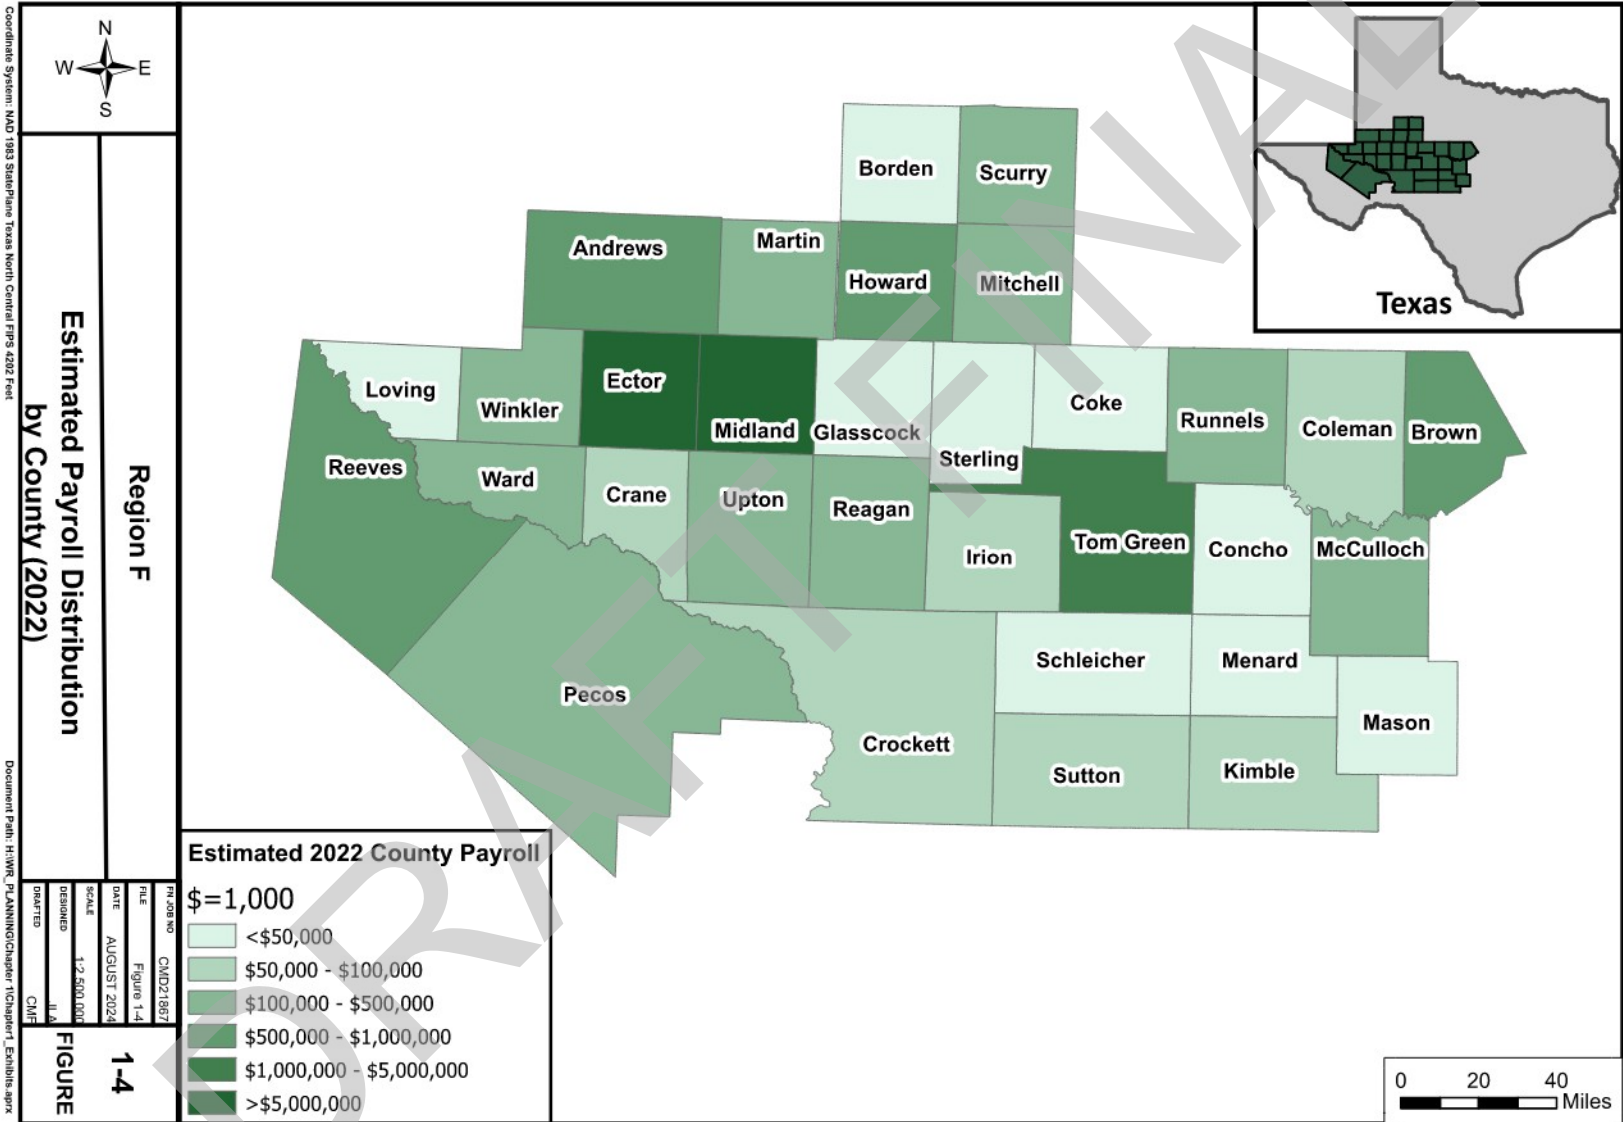 Coordinate System: NAD 1983 StatePlane Texas North Central FIPS 4202 Feet
Document Path: H:\WR_PLANNING\Chapter 1\Chapter1_Exhibits.aprx
N
W E
S
Region F
Estimated Payroll Distribution
by County (2022)
FN JOB NO CMD21867
FILE Figure 1-4
DATE AUGUST 2024
SCALE 1:2,500,000
DESIGNED
DRAFTED CMF
1-4
FIGURE
DRAFT FINAL
Borden
Scurry
Andrews
Martin
Howard
Mitchell
Loving
Winkler
Ector
Midland
Glasscock
Sterling
Coke
Runnels
Coleman
Brown
Reeves
Ward
Crane
Upton
Reagan
Irion
Tom Green
Concho
McCulloch
Pecos
Crockett
Schleicher
Menard
Mason
Sutton
Kimble
Texas
Estimated 2022 County Payroll
$=1,000
<$50,000
$50,000 - $100,000
$100,000 - $500,000
$500,000 - $1,000,000
$1,000,000 - $5,000,000
>$5,000,000
0 20 40
Miles